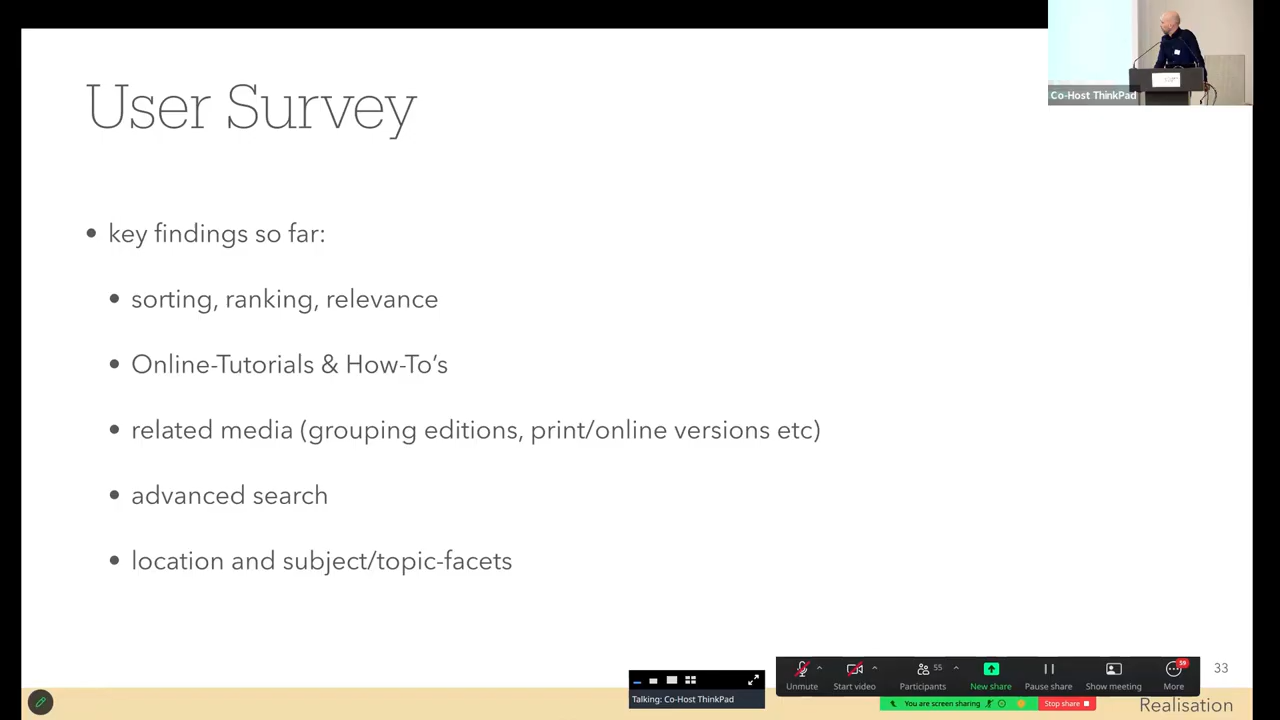 User Survey
Co-Host ThinkPad
• key findings so far:
• sorting, ranking, relevance
• Online-Tutorials & How-To’s
• related media (grouping editions, print/online versions etc)
• advanced search
• location and subject/topic-facets
33
Talking: Co-Host ThinkPad
55
59
Unmute
Start video
Participants
New share
Pause share
Show meeting
More
You are screen sharing
Stop share
Realisation